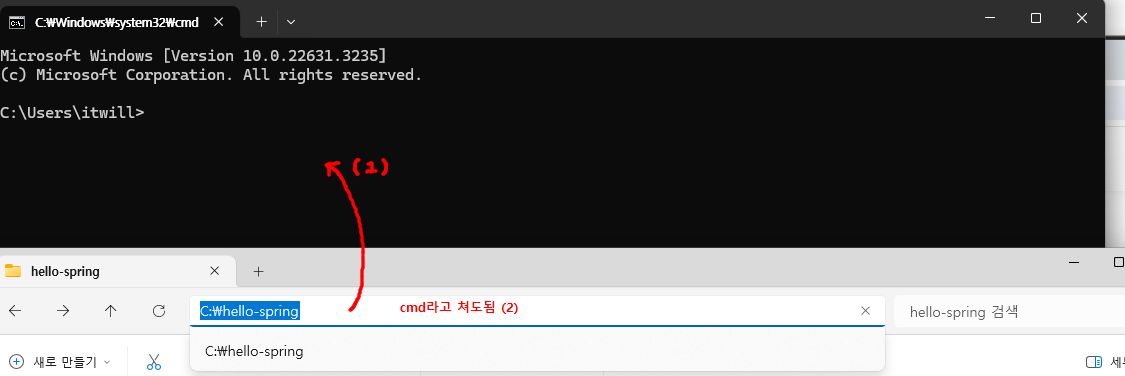 C:₩Windows₩system32₩cmd
Microsoft Windows [Version 10.0.22631.3235]
(c) Microsoft Corporation. All rights reserved.
C:\Users\itwill>
(1)
hello-spring
C:₩hello-spring
cmd라고 쳐도됨 (2)
hello-spring 검색
C:₩hello-spring
새로 만들기